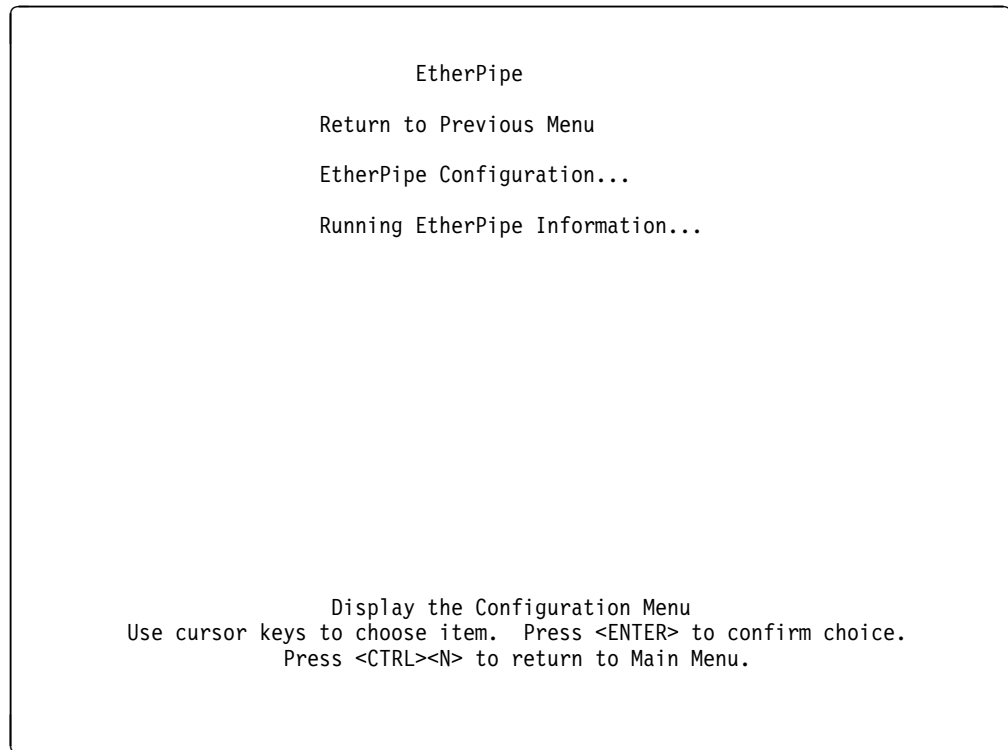 EtherPipe
Return to Previous Menu
EtherPipe Configuration...
Running EtherPipe Information...
Display the Configuration Menu
Use cursor keys to choose item.  Press <ENTER> to confirm choice.
Press <CTRL><N> to return to Main Menu.